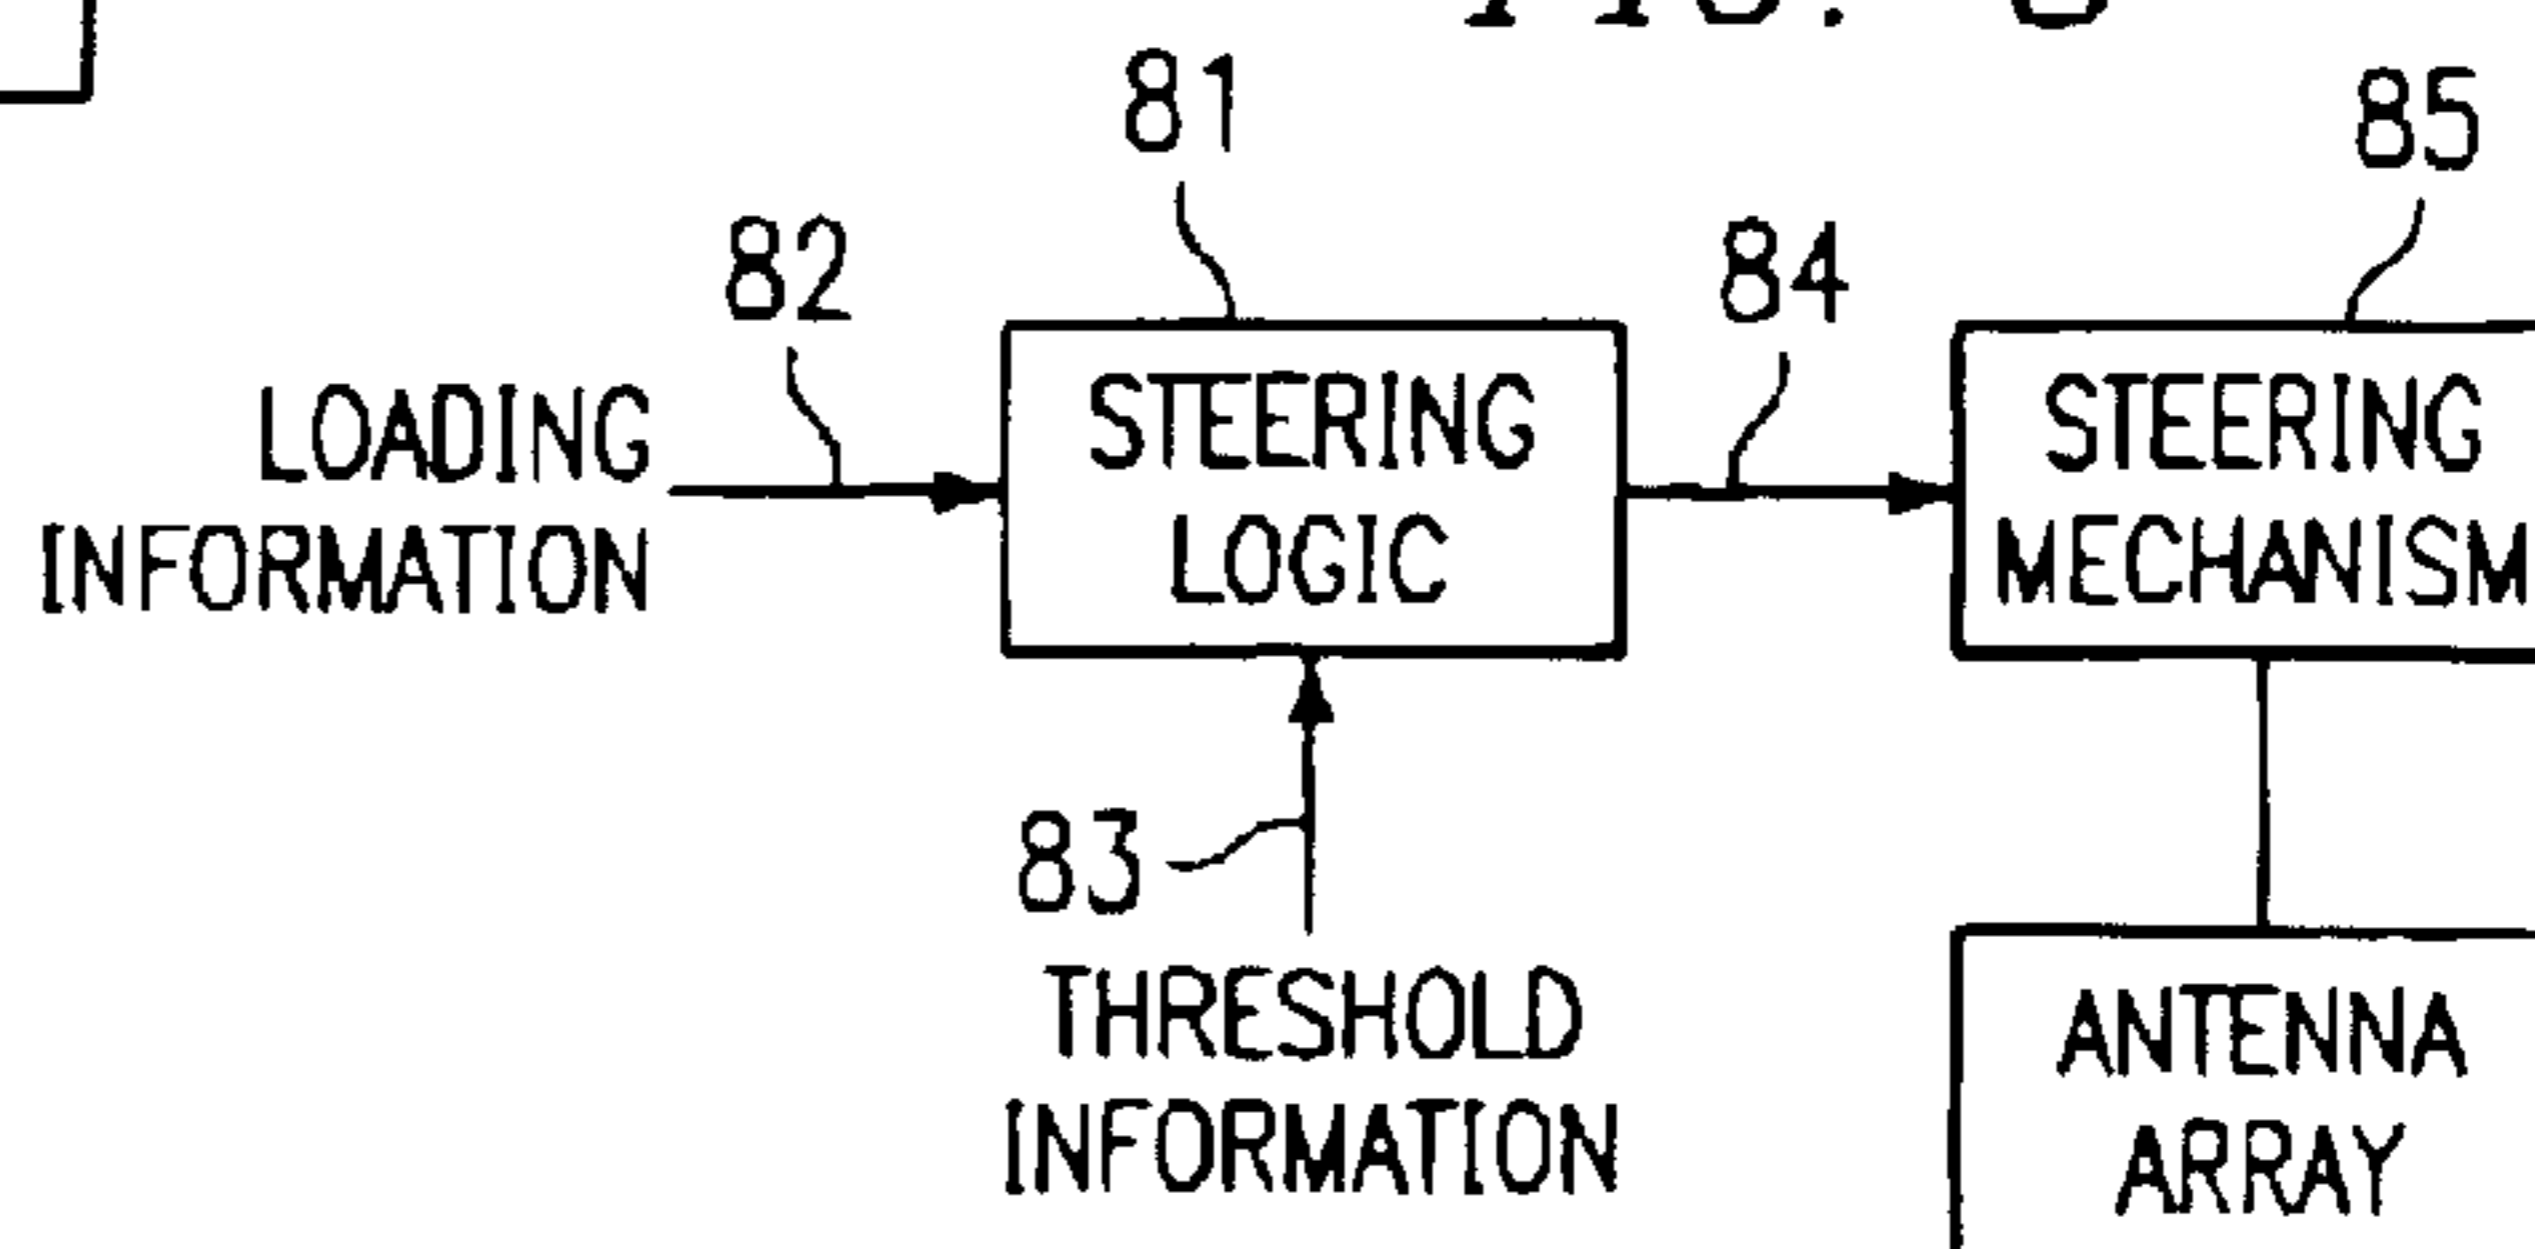 81
85
82
84
LOADING
INFORMATION
STEERING
LOGIC
STEERING
MECHANISM
83
THRESHOLD
INFORMATION
ANTENNA
ARRAY